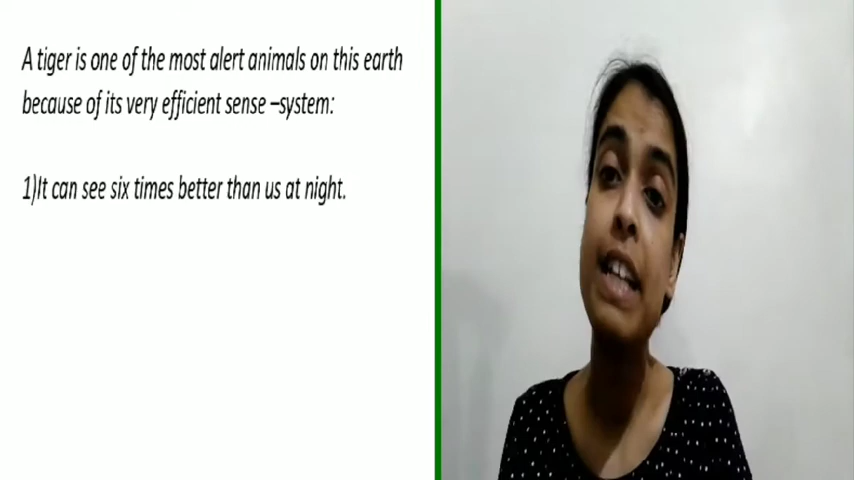 A tiger is one of the most alert animals on this earth
because of its very efficient sense –system:
1)It can see six times better than us at night.